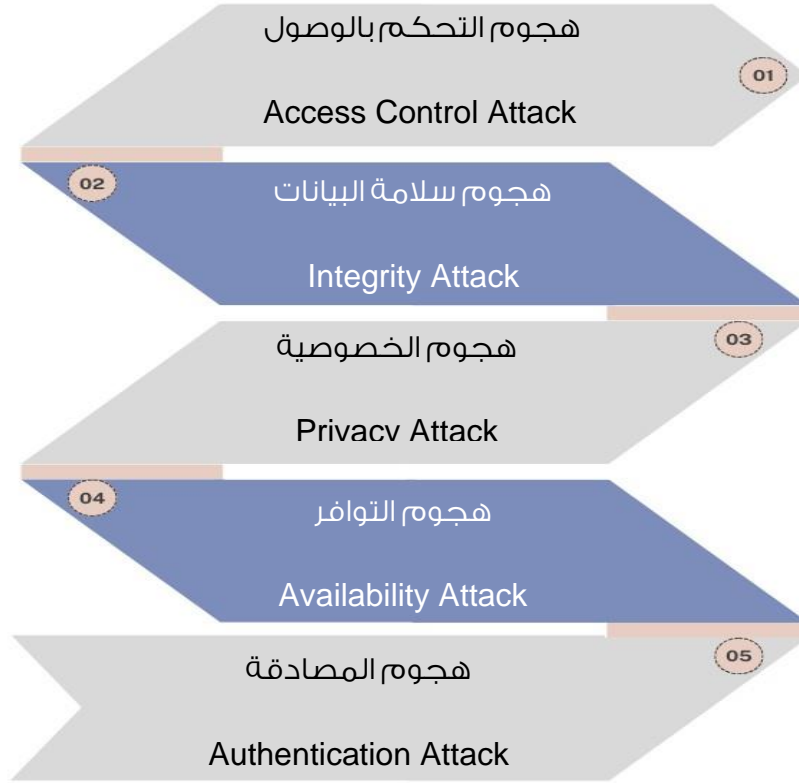 هجوم التحكم بالوصول
01
Access Control Attack
02
هجوم سلامة البيانات
Integrity Attack
هجوم الخصوصية
03
Privacy Attack
04
هجوم التوافر
Availability Attack
هجوم المصادقة
05
Authentication Attack